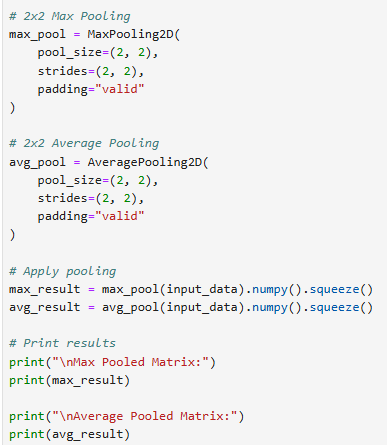 # 2x2 Max Pooling
max_pool = MaxPooling2D(
    pool_size=(2, 2),
    strides=(2, 2),
    padding="valid"
)

# 2x2 Average Pooling
avg_pool = AveragePooling2D(
    pool_size=(2, 2),
    strides=(2, 2),
    padding="valid"
)

# Apply pooling
max_result = max_pool(input_data).numpy().squeeze()
avg_result = avg_pool(input_data).numpy().squeeze()

# Print results
print("\nMax Pooled Matrix:")
print(max_result)

print("\nAverage Pooled Matrix:")
print(avg_result)